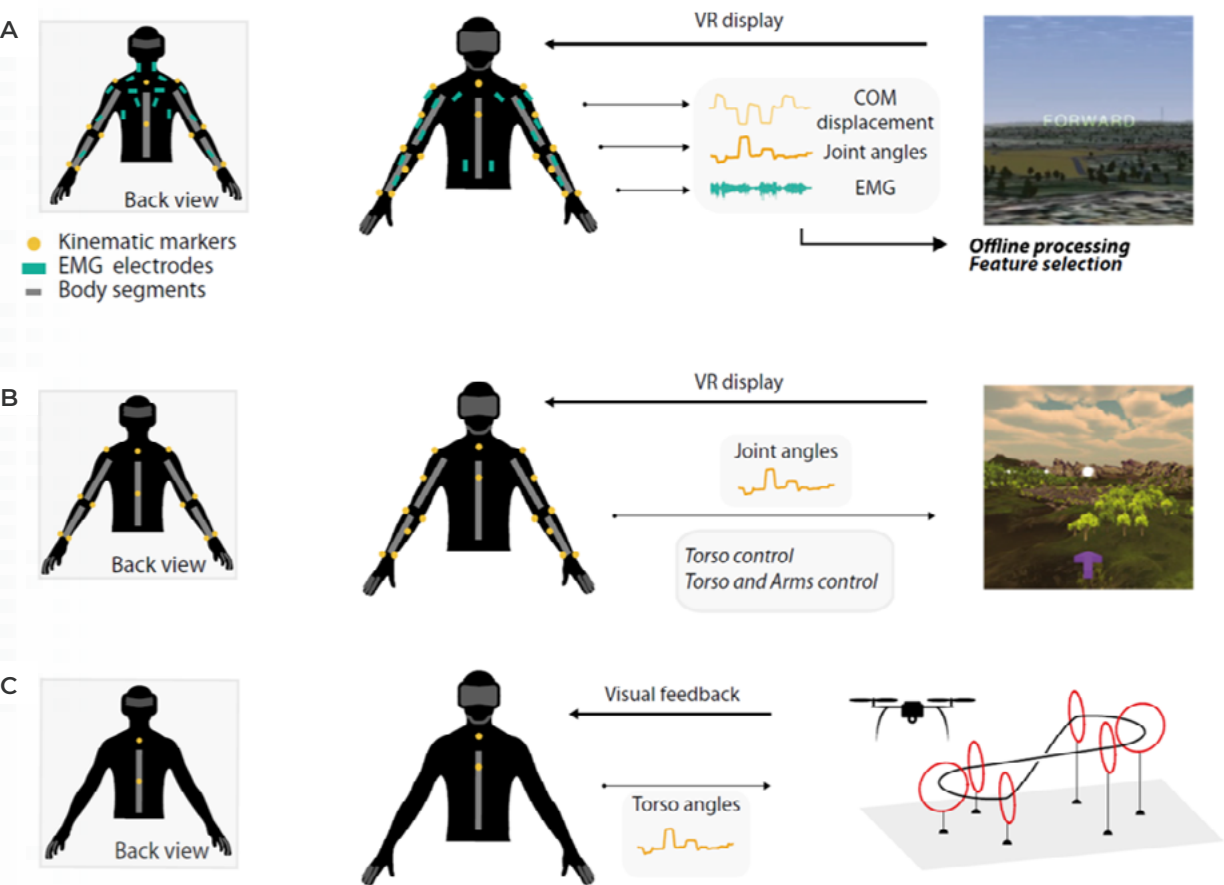 A
VR display
COM
displacement
Joint angles
EMG
FORWARD
Back view
Kinematic markers
EMG electrodes
Body segments
Offline processing
Feature selection
B
VR display
Joint angles
Torso control
Torso and Arms control
Back view
C
Visual feedback
Torso angles
Back view